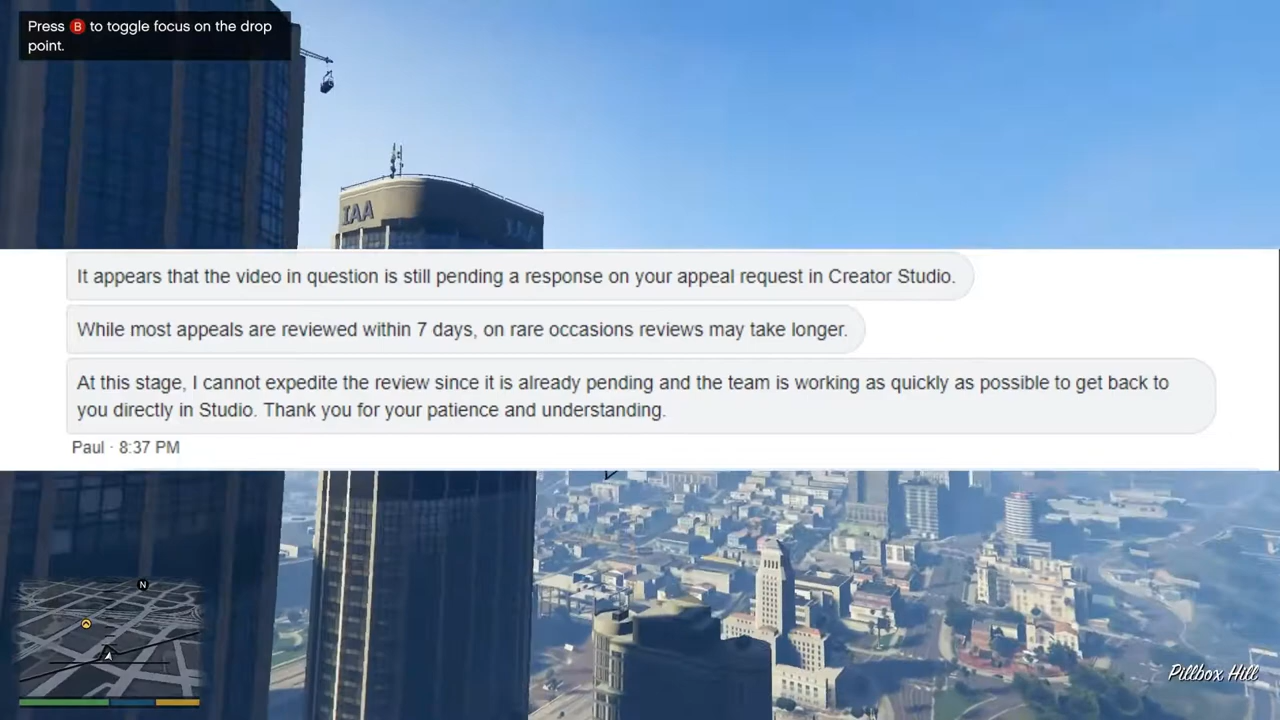 Press B to toggle focus on the drop
point.
IAA
It appears that the video in question is still pending a response on your appeal request in Creator Studio.
While most appeals are reviewed within 7 days, on rare occasions reviews may take longer.
At this stage, I cannot expedite the review since it is already pending and the team is working as quickly as possible to get back to
you directly in Studio. Thank you for your patience and understanding.
Paul · 8:37 PM
N
Pillbox Hill